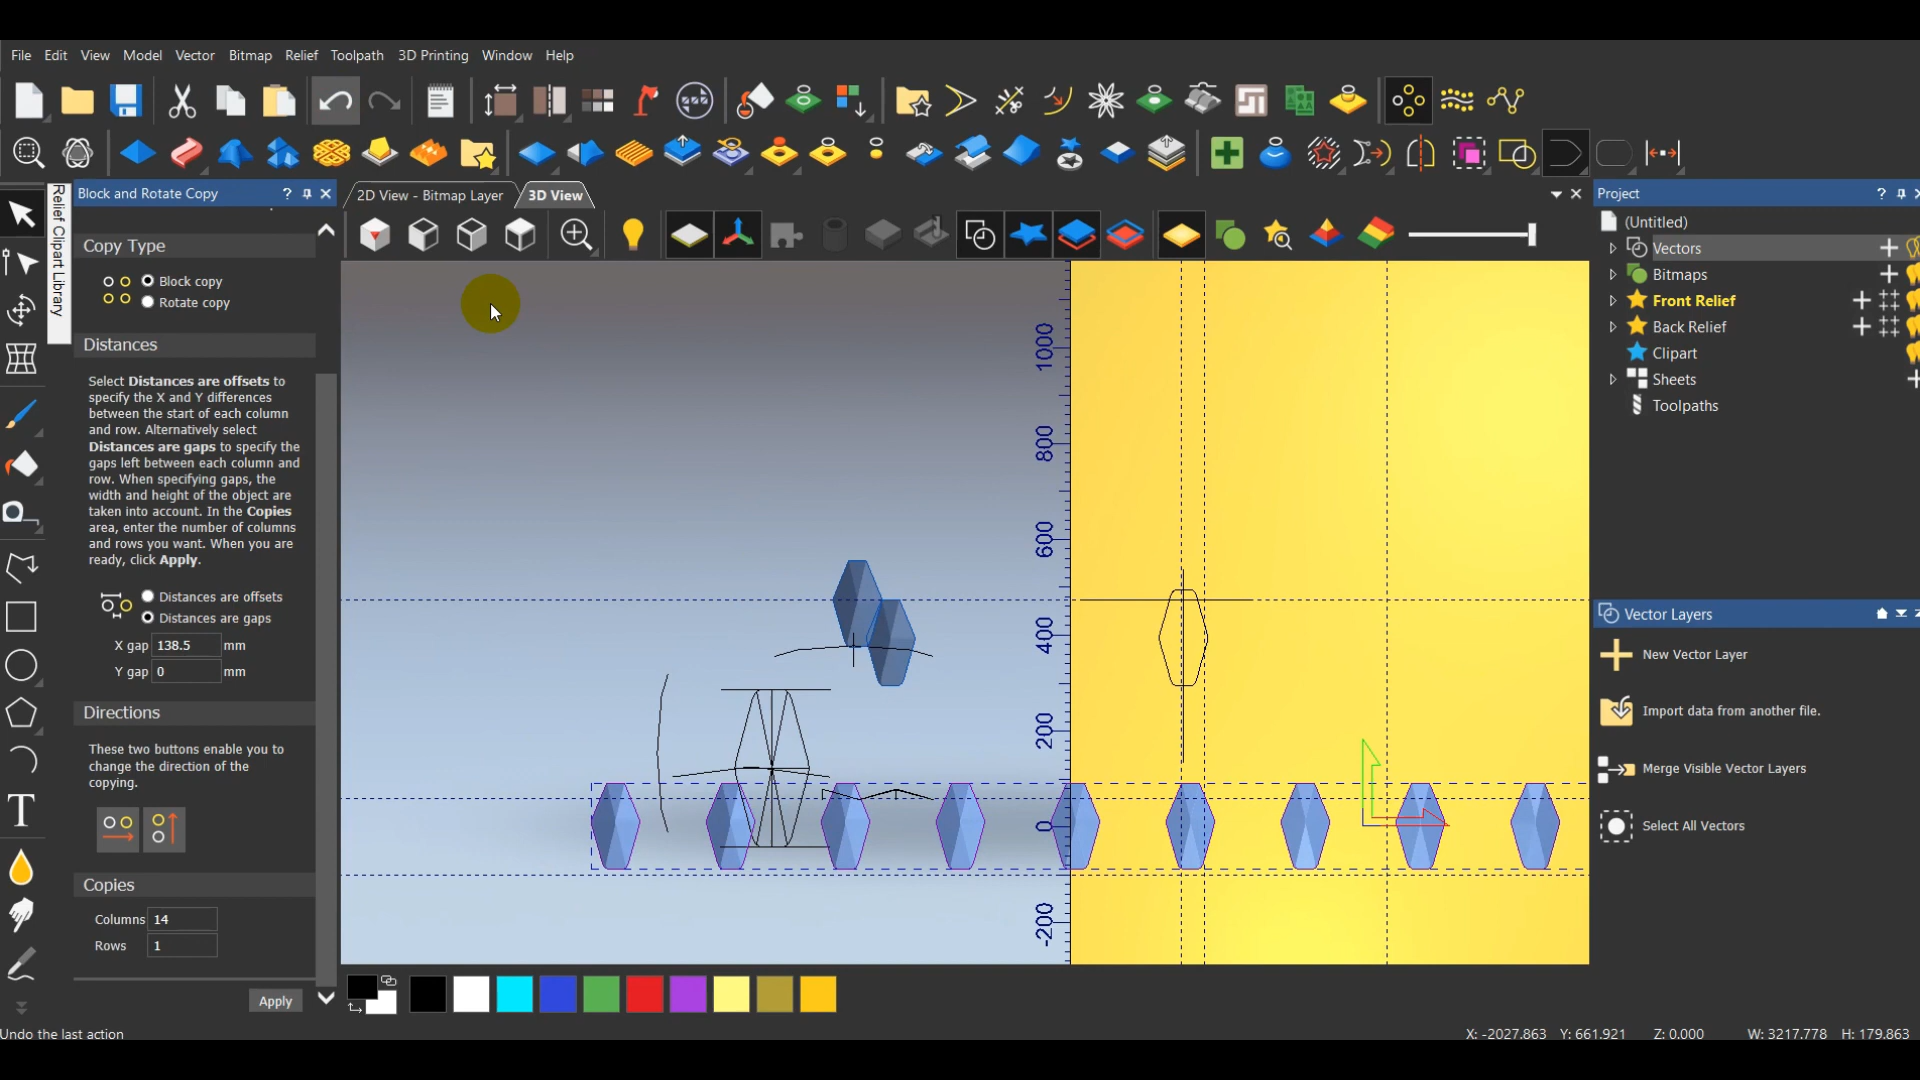 File Edit View Model Vector Bitmap Relief Toolpath 3D Printing Window Help
Block and Rotate Copy ?
2D View - Bitmap Layer 3D View
Project ?
Relief Clipart Library
Copy Type
Block copy
Rotate copy
Distances
Select Distances are offsets to
specify the X and Y differences
between the start of each column
and row. Alternatively select
Distances are gaps to specify the
gaps left between each column and
row. When specifying gaps, the
width and height of the object are
taken into account. In the Copies
area, enter the number of columns
and rows you want. When you are
ready, click Apply.
Distances are offsets
Distances are gaps
X gap 138.5 mm
Y gap 0 mm
Directions
These two buttons enable you to
change the direction of the
copying.
Copies
Columns 14
Rows 1
Apply
T
1000
800
600
400
200
0
-200
(Untitled)
Vectors
Bitmaps
Front Relief
Back Relief
Clipart
Sheets
Toolpaths
Vector Layers
New Vector Layer
Import data from another file.
Merge Visible Vector Layers
Select All Vectors
Undo the last action
X: -2027.863 Y: 661.921 Z: 0.000 W: 3217.778 H: 179.863